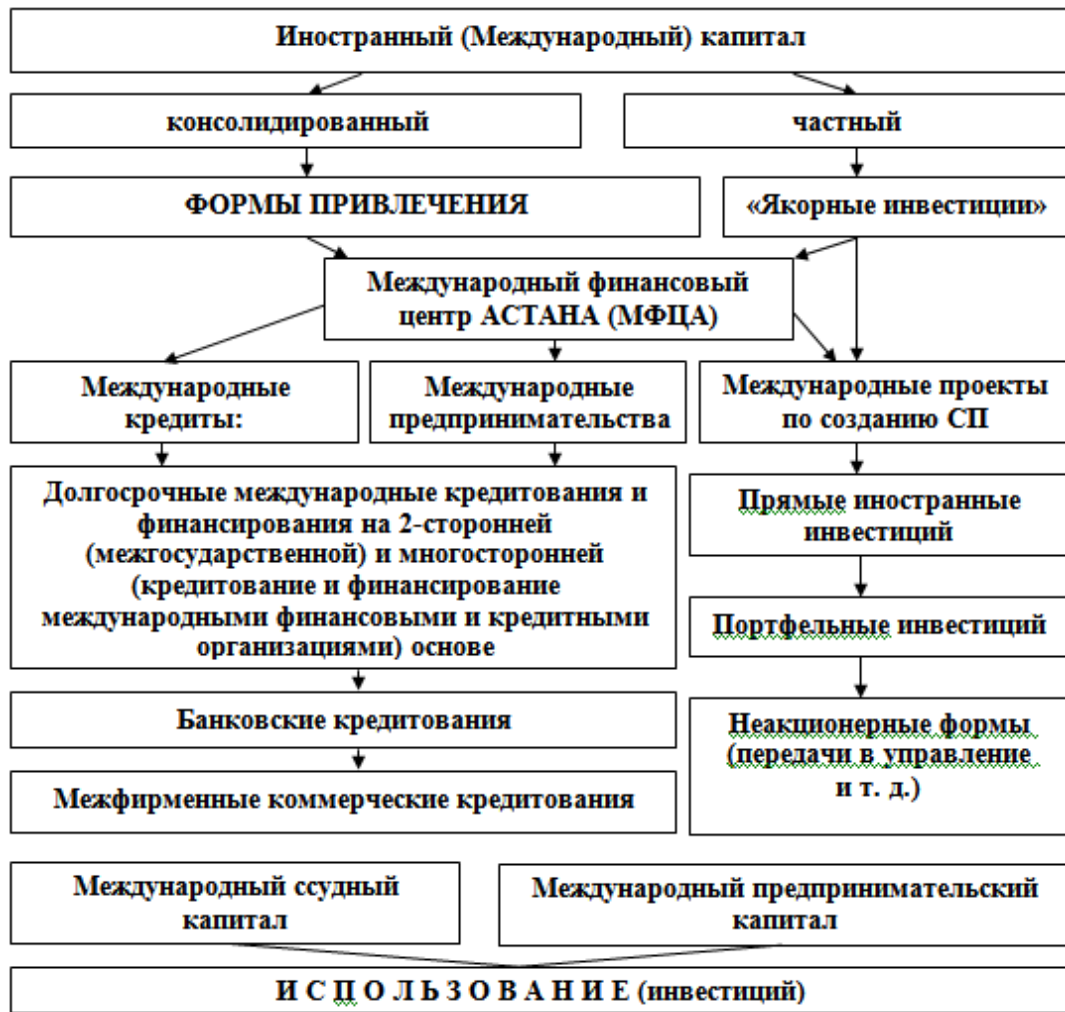 Иностранный (Международный) капитал
консолидированный
частный
ФОРМЫ ПРИВЛЕЧЕНИЯ
«Якорные инвестиции»
Международный финансовый
центр АСТАНА (МФЦА)
Международные
кредиты:
Международные
предпринимательства
Международные проекты
по созданию СП
Долгосрочные международные кредитования и
финансирования на 2-сторонней
(межгосударственной) и многосторонней
(кредитование и финансирование
международными финансовыми и кредитными
организациями) основе
Прямые иностранные
инвестиций
Портфельные инвестиций
Банковские кредитования
Неакционерные формы
(передачи в управление
и т. д.)
Межфирменные коммерческие кредитования
Международный ссудный
капитал
Международный предпринимательский
капитал
И С П О Л Ь З О В А Н И Е (инвестиций)